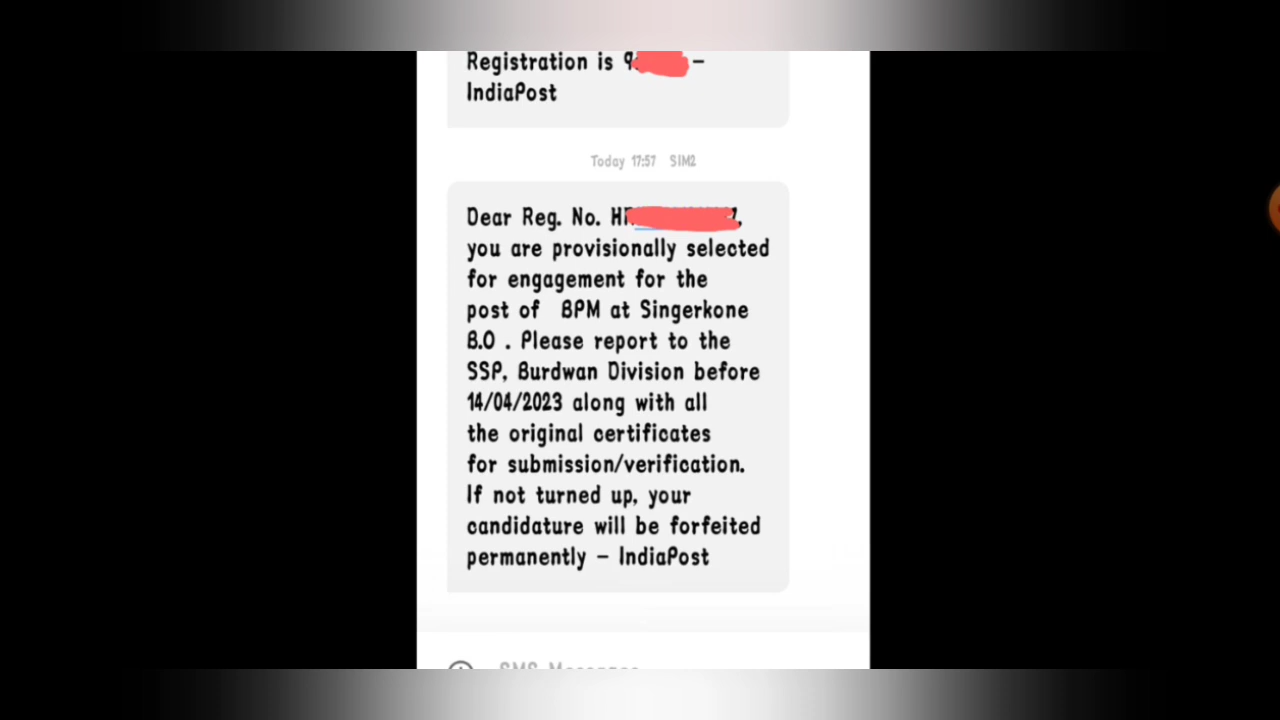 Registration is 9 –
IndiaPost
Today 17:57 SIM2
Dear Reg. No. H
you are provisionally selected
for engagement for the
post of BPM at Singerkone
B.O . Please report to the
SSP, Burdwan Division before
14/04/2023 along with all
the original certificates
for submission/verification.
If not turned up, your
candidature will be forfeited
permanently – IndiaPost